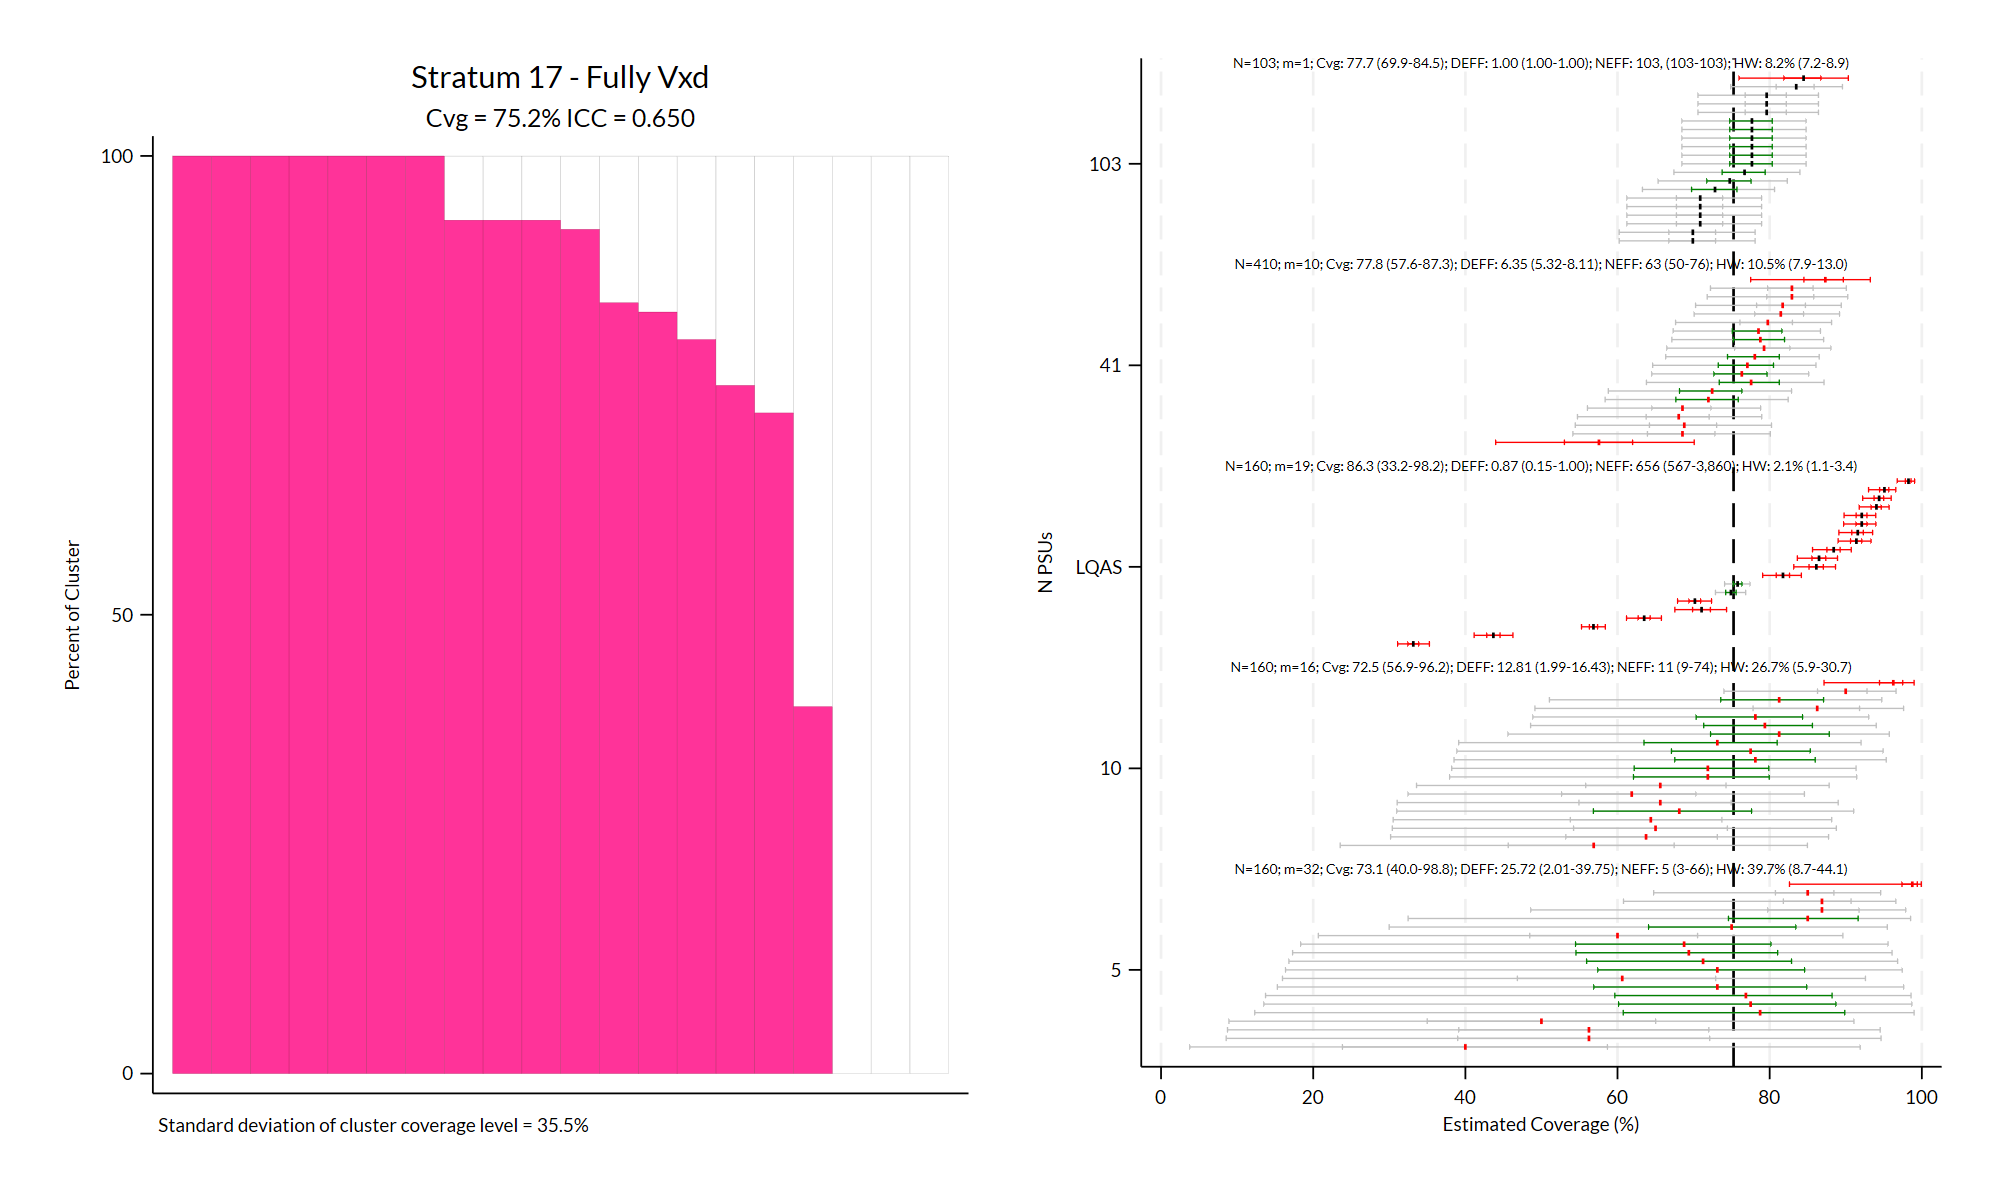 Stratum 17 - Fully Vxd
Cvg = 75.2% ICC = 0.650
100
50
0
Percent of Cluster
Standard deviation of cluster coverage level = 35.5%
N=103; m=1; Cvg: 77.7 (69.9-84.5); DEFF: 1.00 (1.00-1.00); NEFF: 103, (103-103); HW: 8.2% (7.2-8.9)
103
N=410; m=10; Cvg: 77.8 (57.6-87.3); DEFF: 6.35 (5.32-8.11); NEFF: 63 (50-76); HW: 10.5% (7.9-13.0)
41
N=160; m=19; Cvg: 86.3 (33.2-98.2); DEFF: 0.87 (0.15-1.00); NEFF: 656 (567-3,860); HW: 2.1% (1.1-3.4)
LQAS
N PSUs
N=160; m=16; Cvg: 72.5 (56.9-96.2); DEFF: 12.81 (1.99-16.43); NEFF: 11 (9-74); HW: 26.7% (5.9-30.7)
10
N=160; m=32; Cvg: 73.1 (40.0-98.8); DEFF: 25.72 (2.01-39.75); NEFF: 5 (3-66); HW: 39.7% (8.7-44.1)
5
0 20 40 60 80 100
Estimated Coverage (%)